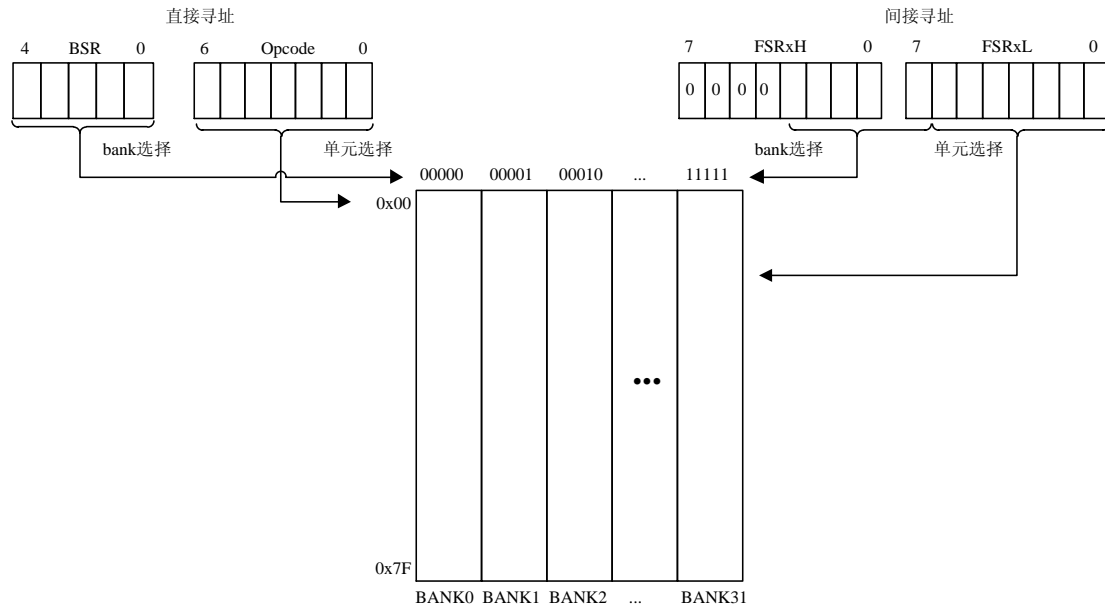 直接寻址
间接寻址
4 BSR 0
6 Opcode 0
7 FSRxH 0
7 FSRxL 0
0 0 0 0
bank选择
单元选择
bank选择
单元选择
00000 00001 00010 ... 11111
0x00
0x7F
BANK0 BANK1 BANK2 ... BANK31